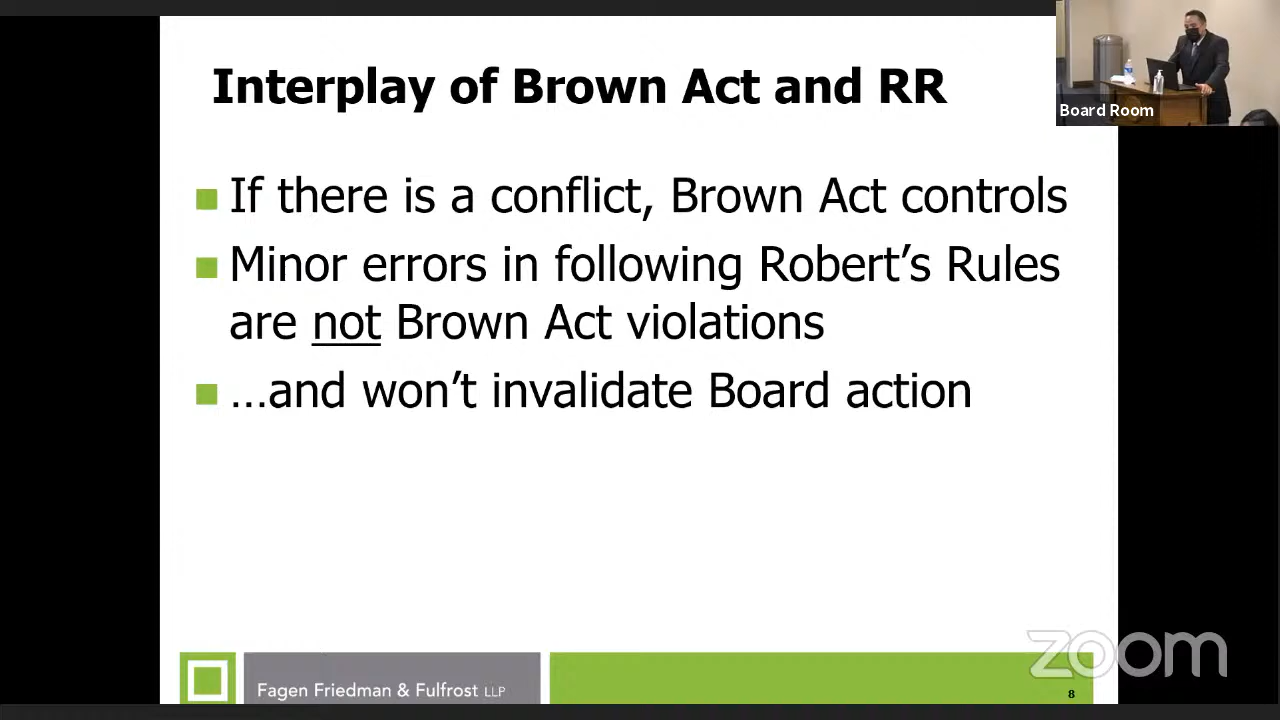 Interplay of Brown Act and RR
Board Room
If there is a conflict, Brown Act controls
Minor errors in following Robert’s Rules
are not Brown Act violations
…and won’t invalidate Board action
zoom
Fagen Friedman & Fulfrost LLP
8